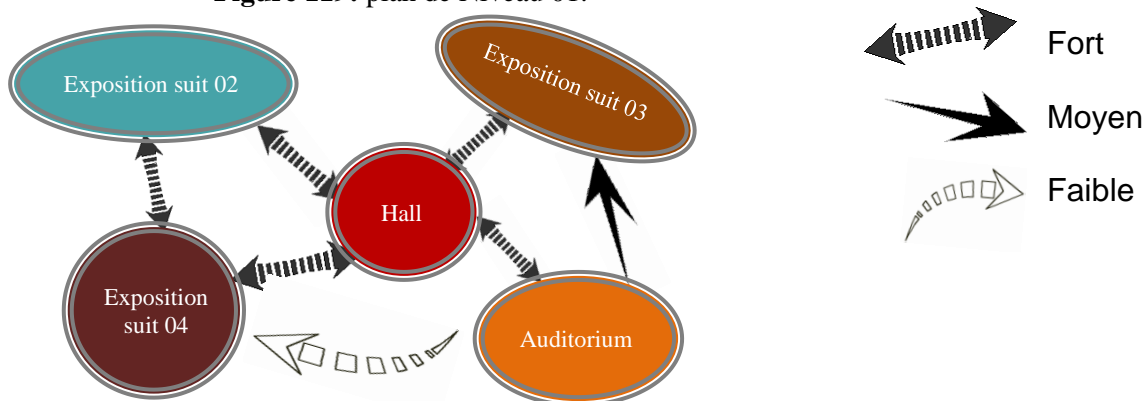 plan de Niveau 01.
Exposition suit 02
Exposition suit 03
Hall
Exposition
suit 04
Auditorium
Fort
Moyen
Faible